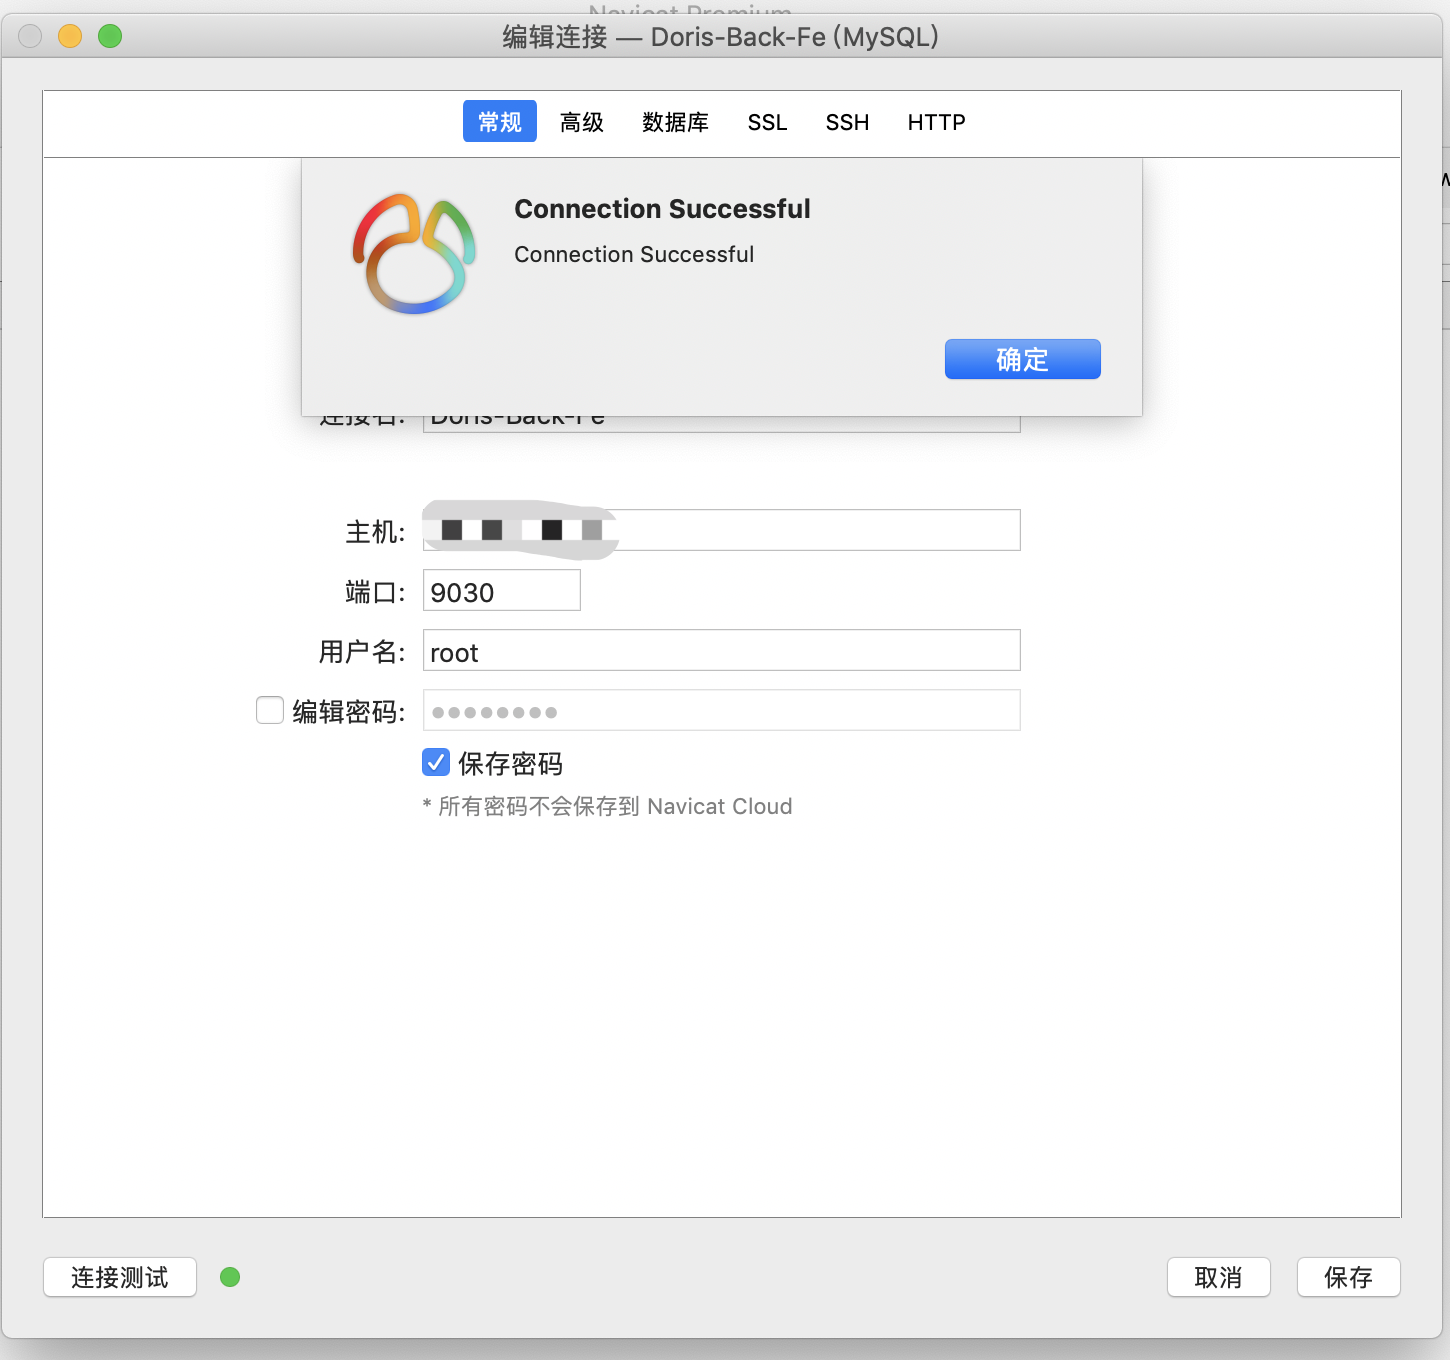 Navicat Premium
编辑连接 — Doris-Back-Fe (MySQL)
常规 高级 数据库 SSL SSH HTTP
Connection Successful
Connection Successful
确定
连接名: Doris-Back-Fe
主机:
端口: 9030
用户名: root
编辑密码: ●●●●●●●●
保存密码
* 所有密码不会保存到 Navicat Cloud
连接测试 取消 保存